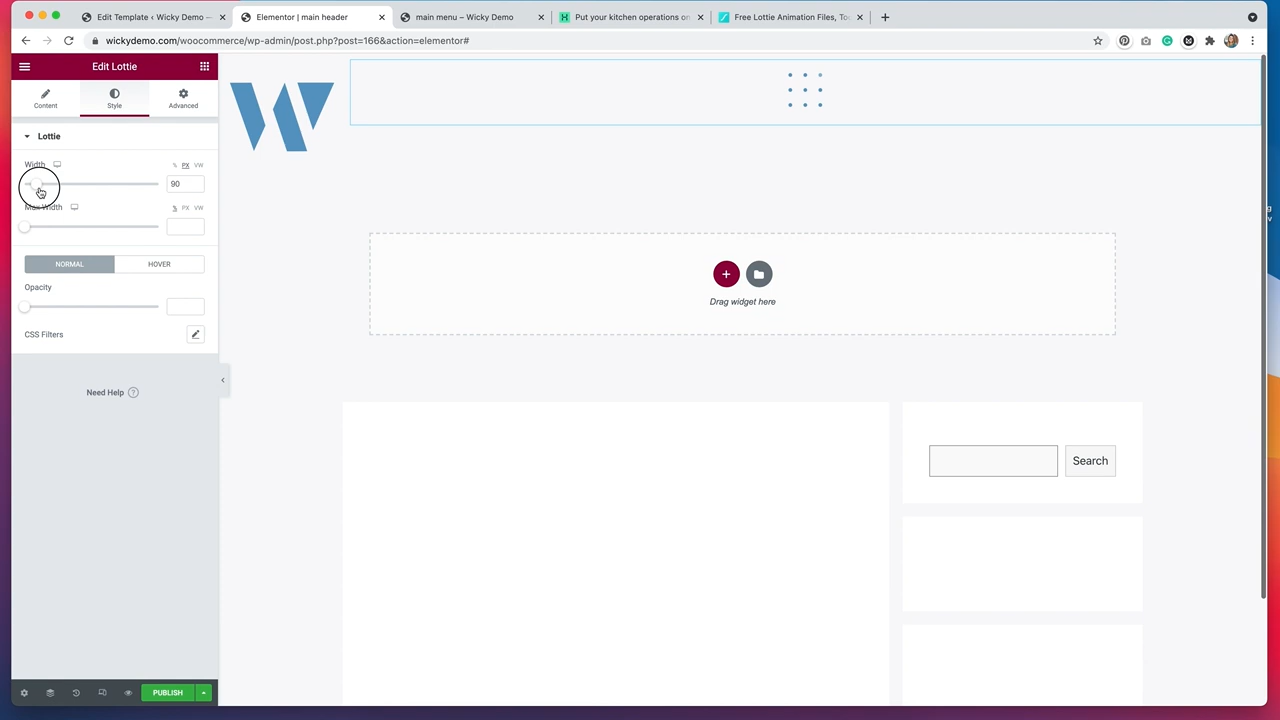 Edit Template ‹ Wicky Demo —
Elementor | main header
main menu – Wicky Demo
Put your kitchen operations on
Free Lottie Animation Files, To
wickydemo.com/woocommerce/wp-admin/post.php?post=166&action=elementor#
Edit Lottie
Content
Style
Advanced
Lottie
Width
% PX VW
90
Max Width
% PX VW
NORMAL
HOVER
Opacity
CSS Filters
Need Help ?
PUBLISH
Drag widget here
Search